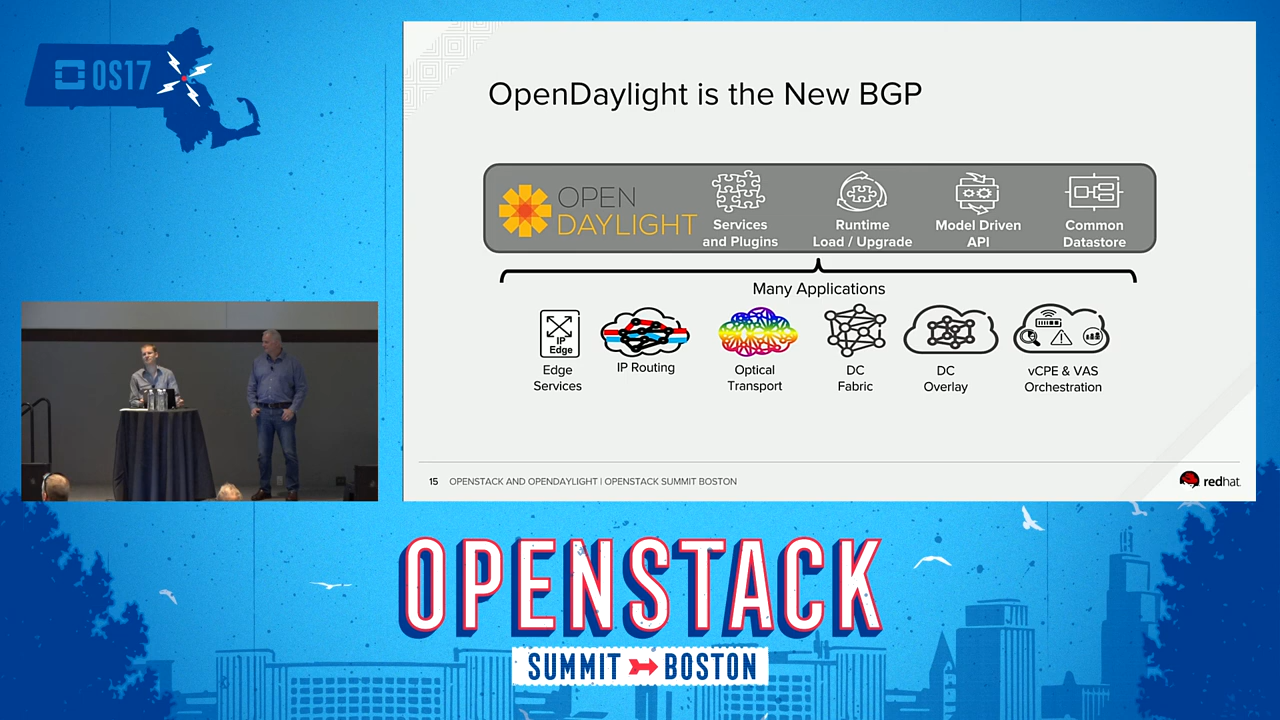 OS17
OpenDaylight is the New BGP
OPEN
DAYLIGHT
Services
and Plugins
Runtime
Load / Upgrade
Model Driven
API
Common
Datastore
Many Applications
IP
Edge
Edge
Services
IP Routing
Optical
Transport
DC
Fabric
DC
Overlay
vCPE & VAS
Orchestration
15 OPENSTACK AND OPENDAYLIGHT | OPENSTACK SUMMIT BOSTON
redhat.
OPENSTACK
SUMMIT BOSTON